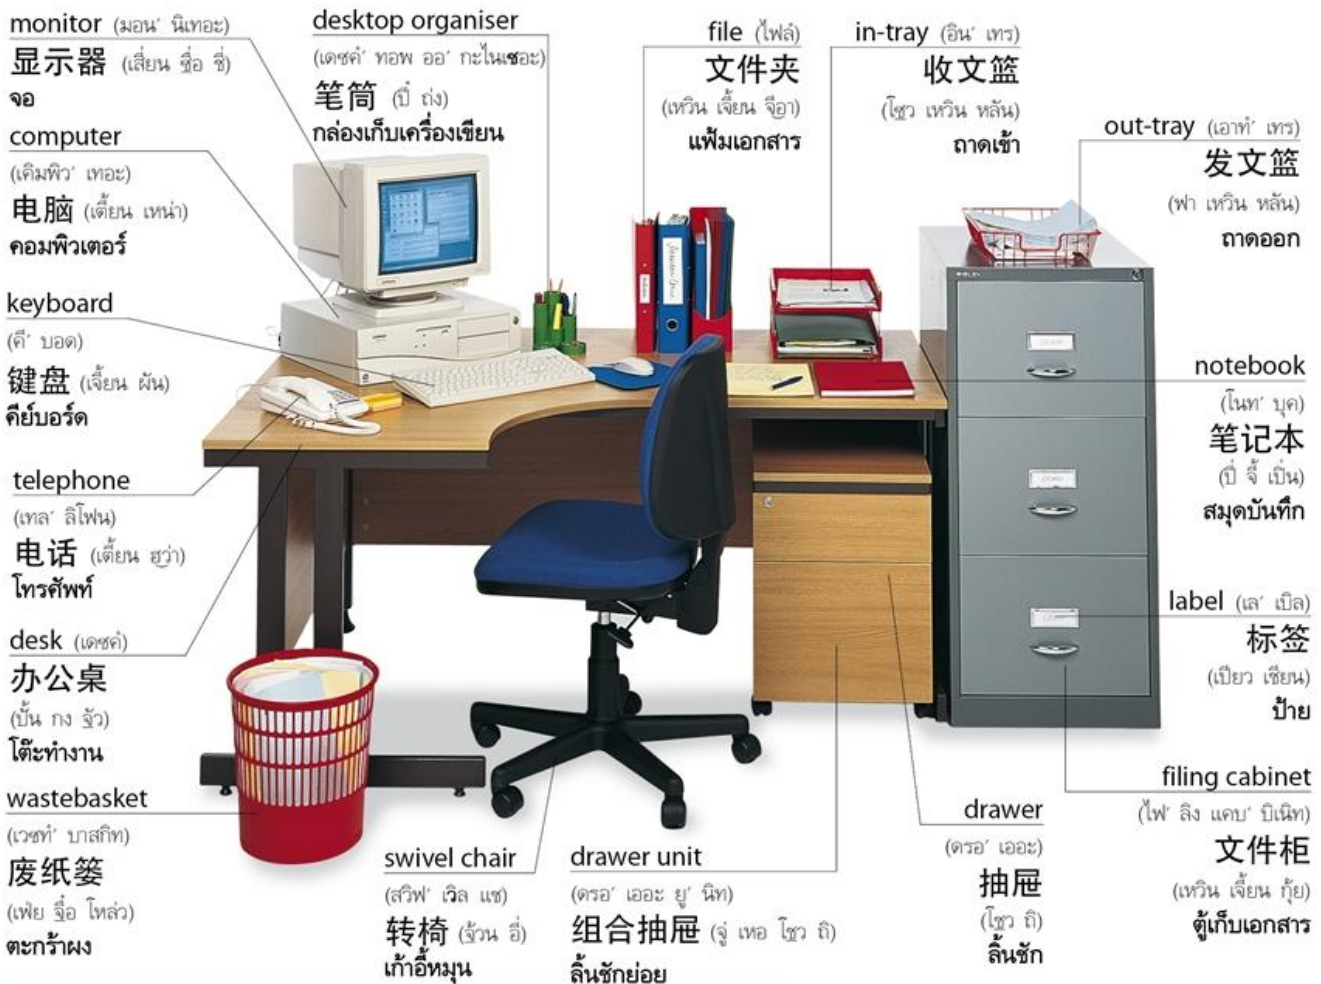 monitor (มอน´ นิเทอะ)
显示器 (เสี่ยน ซื่อ ชี่)
จอ
computer
(เคิมพิว´ เทอะ)
电脑 (เตี้ยน เหน่า)
คอมพิวเตอร์
keyboard
(คี´ บอด)
键盘 (เจี้ยน ผัน)
คีย์บอร์ด
telephone
(เทล´ ลิโฟน)
电话 (เตี้ยน ฮว่า)
โทรศัพท์
desk (เดซคํ)
办公桌
(ปั้น กง จัว)
โต๊ะทำงาน
wastebasket
(เวซทํ´ บาสกิท)
废纸篓
(เฟ่ย จื่อ โหล่ว)
ตะกร้าผง
desktop organiser
(เดซคํ´ ทอพ ออ´ กะไนเซอะ)
笔筒 (ปี่ ถ่ง)
กล่องเก็บเครื่องเขียน
file (ไฟลํ)
文件夹
(เหวิน เจี้ยน จีอา)
แฟ้มเอกสาร
in-tray (อิน´ เทร)
收文篮
(โซว เหวิน หลัน)
ถาดเข้า
out-tray (เอาทํ´ เทร)
发文篮
(ฟา เหวิน หลัน)
ถาดออก
BISLEY
notebook
(โนท´ บุค)
笔记本
(ปี่ จี้ เปิ่น)
สมุดบันทึก
label (เล´ เบิล)
标签
(เปียว เชียน)
ป้าย
filing cabinet
(ไฟ´ ลิง แคบ´ บิเนิท)
文件柜
(เหวิน เจี้ยน กุ้ย)
ตู้เก็บเอกสาร
drawer
(ดรอ´ เออะ)
抽屉
(โชว ถิ)
ลิ้นชัก
swivel chair
(สวิฟ´ เวิล แช)
转椅 (จ้วน อี่)
เก้าอี้หมุน
drawer unit
(ดรอ´ เออะ ยู´ นิท)
组合抽屉 (จู่ เหอ โชว ถิ)
ลิ้นชักย่อย